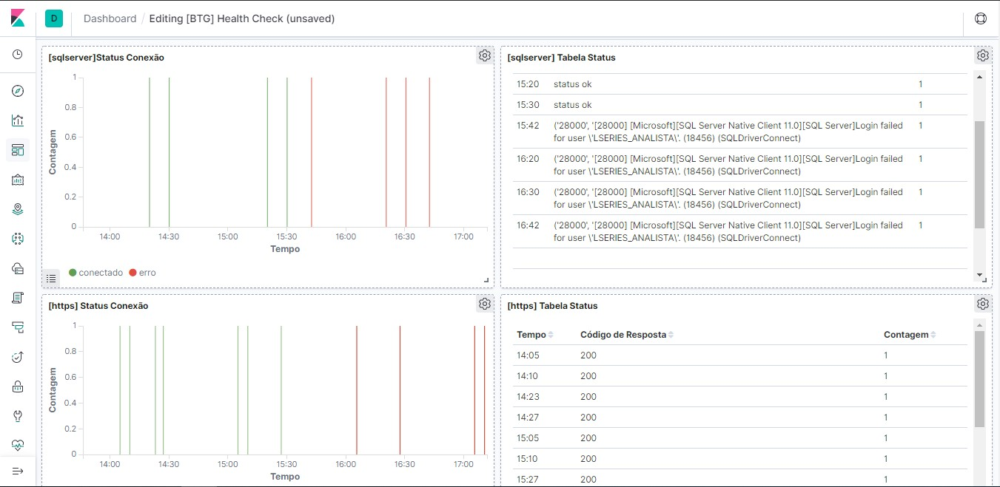 D Dashboard / Editing [BTG] Health Check (unsaved)
[sqlserver]Status Conexão
1
0.8
0.6
0.4
0.2
0
Contagem
14:00 14:30 15:00 15:30 16:00 16:30 17:00
Tempo
conectado erro
[sqlserver] Tabela Status
15:20 status ok 1
15:30 status ok 1
15:42 ('28000', '[28000] [Microsoft][SQL Server Native Client 11.0][SQL Server]Login failed 1
for user \'LSERIES_ANALISTA\'. (18456) (SQLDriverConnect)
16:20 ('28000', '[28000] [Microsoft][SQL Server Native Client 11.0][SQL Server]Login failed 1
for user \'LSERIES_ANALISTA\'. (18456) (SQLDriverConnect)
16:30 ('28000', '[28000] [Microsoft][SQL Server Native Client 11.0][SQL Server]Login failed 1
for user \'LSERIES_ANALISTA\'. (18456) (SQLDriverConnect)
16:42 ('28000', '[28000] [Microsoft][SQL Server Native Client 11.0][SQL Server]Login failed 1
for user \'LSERIES_ANALISTA\'. (18456) (SQLDriverConnect)
[https] Status Conexão
1
0.8
0.6
0.4
0.2
0
Contagem
14:00 14:30 15:00 15:30 16:00 16:30 17:00
Tempo
[https] Tabela Status
Tempo Código de Resposta Contagem
14:05 200 1
14:10 200 1
14:23 200 1
14:27 200 1
15:05 200 1
15:10 200 1
15:27 200 1